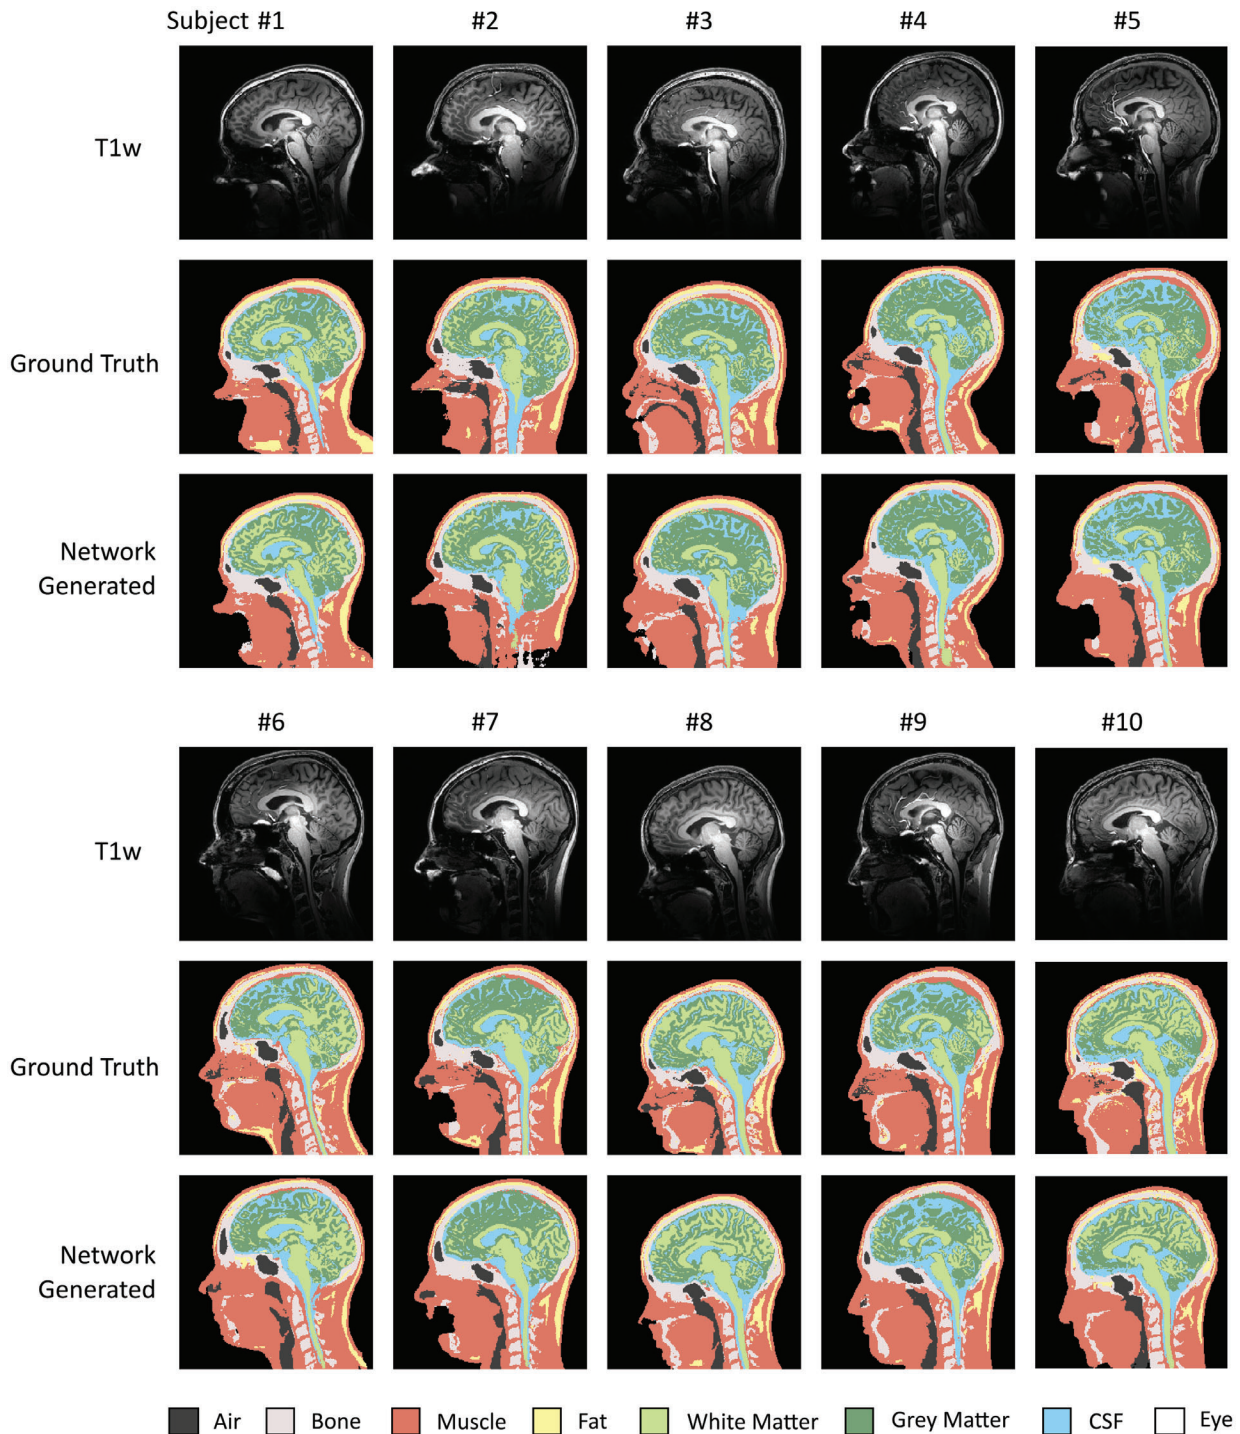 Subject #1 #2 #3 #4 #5
T1w
Ground Truth
Network
Generated
#6 #7 #8 #9 #10
T1w
Ground Truth
Network
Generated
Air Bone Muscle Fat White Matter Grey Matter CSF Eye